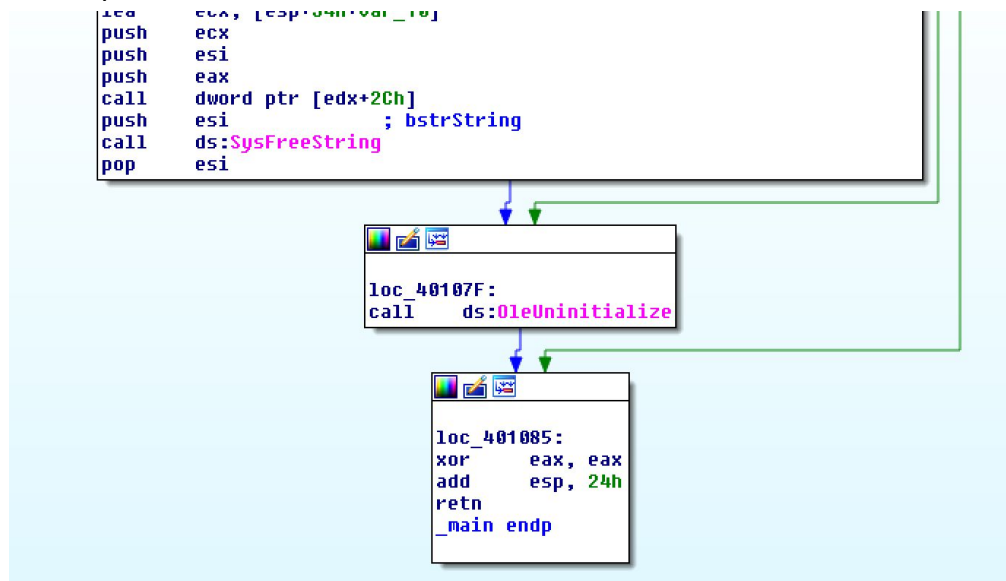 push    ecx
push    esi
push    eax
call    dword ptr [edx+2Ch]
push    esi             ; bstrString
call    ds:SysFreeString
pop     esi
loc_40107F:
call    ds:OleUninitialize
loc_401085:
xor     eax, eax
add     esp, 24h
retn
_main endp